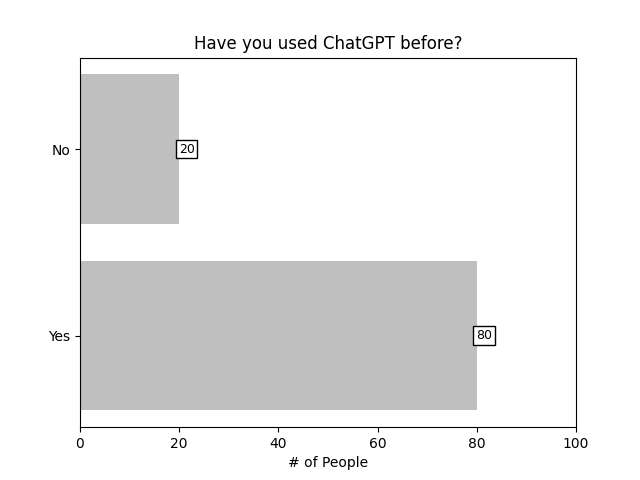 Have you used ChatGPT before?
No
20
Yes
80
0 20 40 60 80 100
# of People